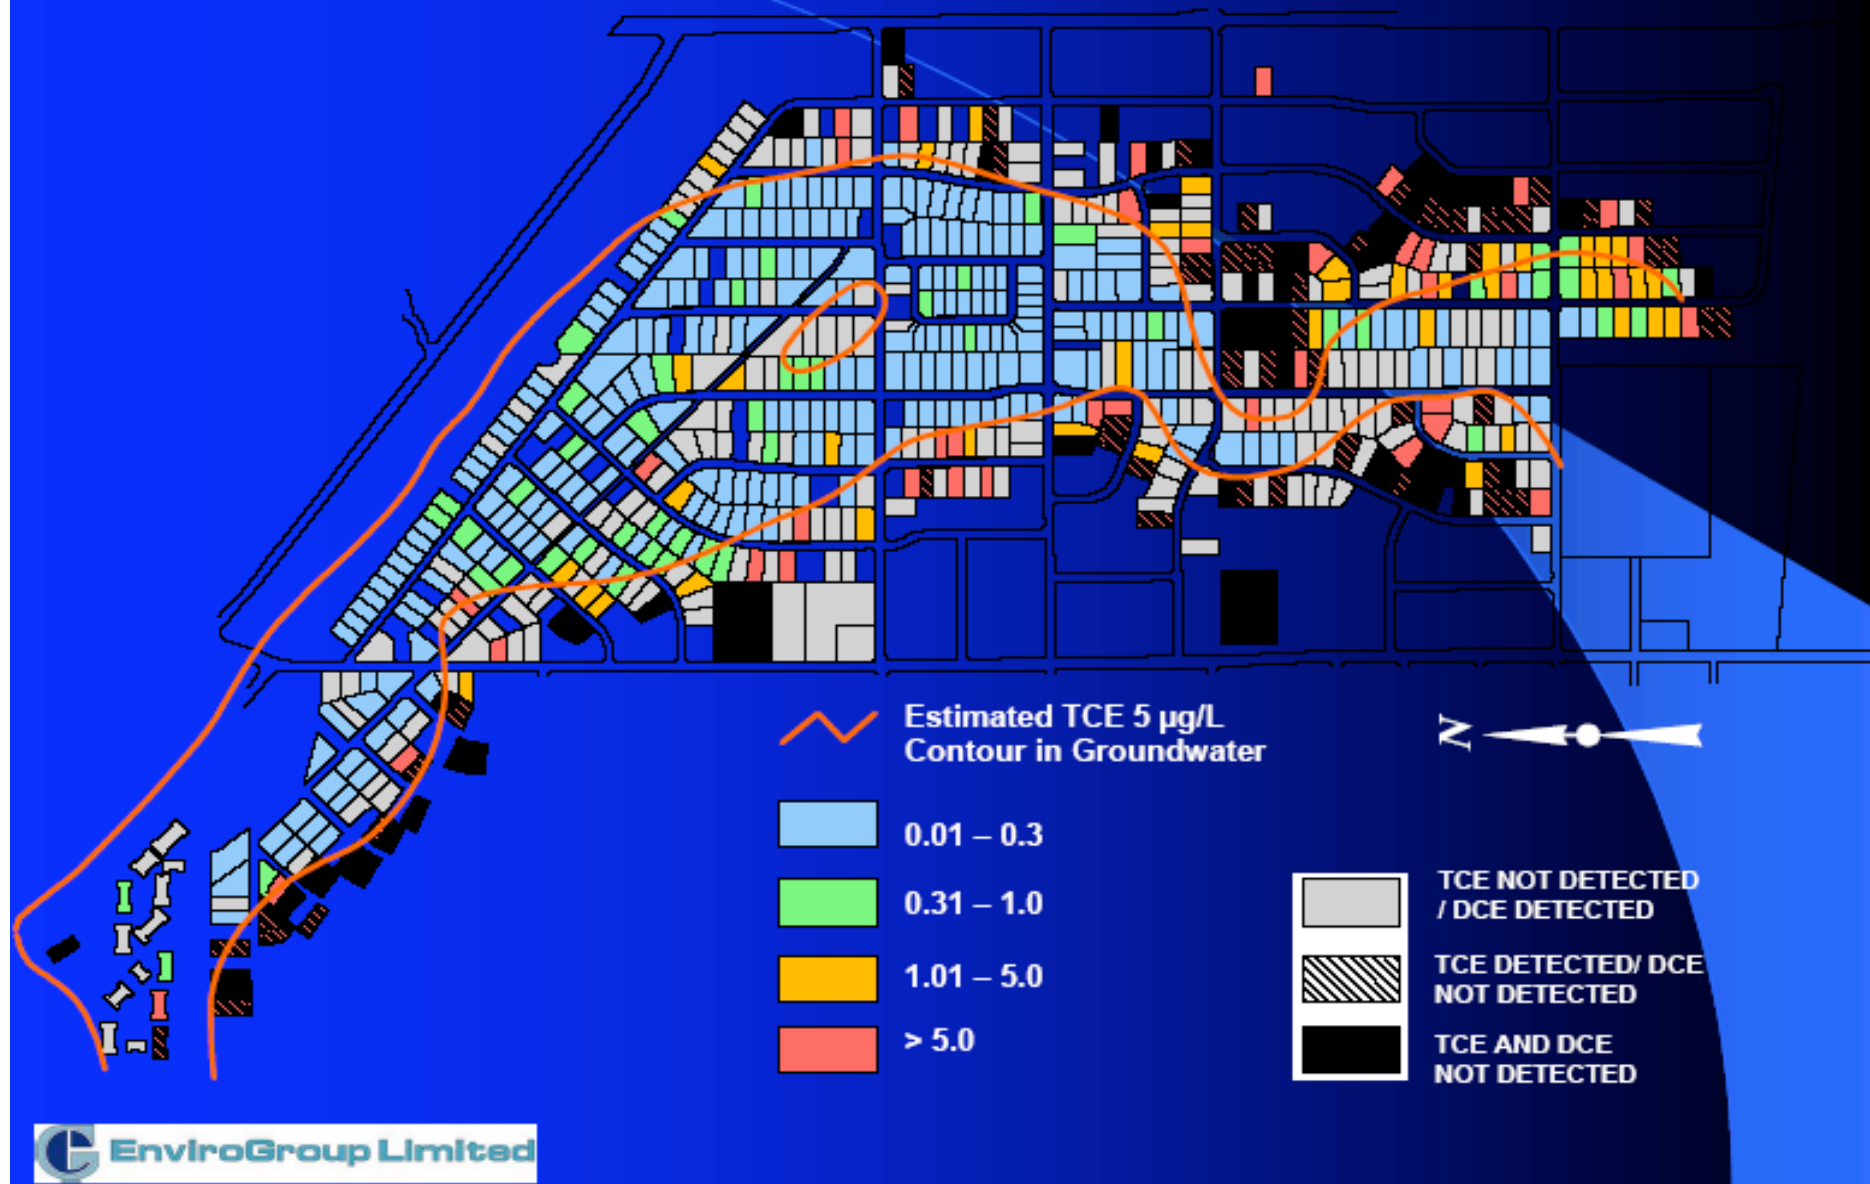 Estimated TCE 5 µg/L
Contour in Groundwater
0.01 – 0.3
0.31 – 1.0
1.01 – 5.0
> 5.0
N
TCE NOT DETECTED
/ DCE DETECTED
TCE DETECTED/ DCE
NOT DETECTED
TCE AND DCE
NOT DETECTED
EnviroGroup Limited